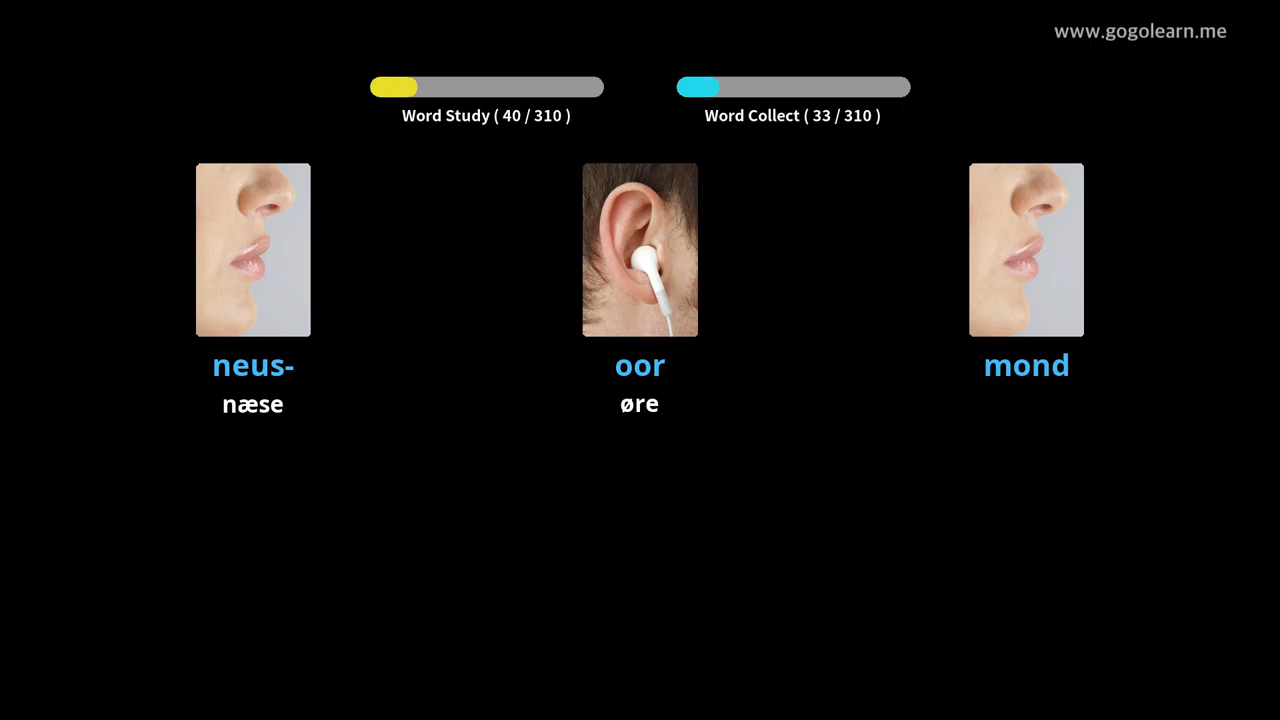 www.gogolearn.me
Word Study ( 40 / 310 )
Word Collect ( 33 / 310 )
neus-
oor
mond
næse
øre